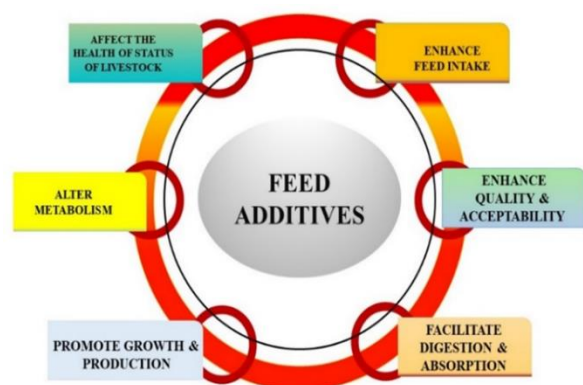 AFFECT THE
HEALTH OF STATUS
OF LIVESTOCK
ENHANCE
FEED INTAKE
ALTER
METABOLISM
FEED
ADDITIVES
ENHANCE
QUALITY &
ACCEPTABILITY
PROMOTE GROWTH &
PRODUCTION
FACILITATE
DIGESTION &
ABSORPTION